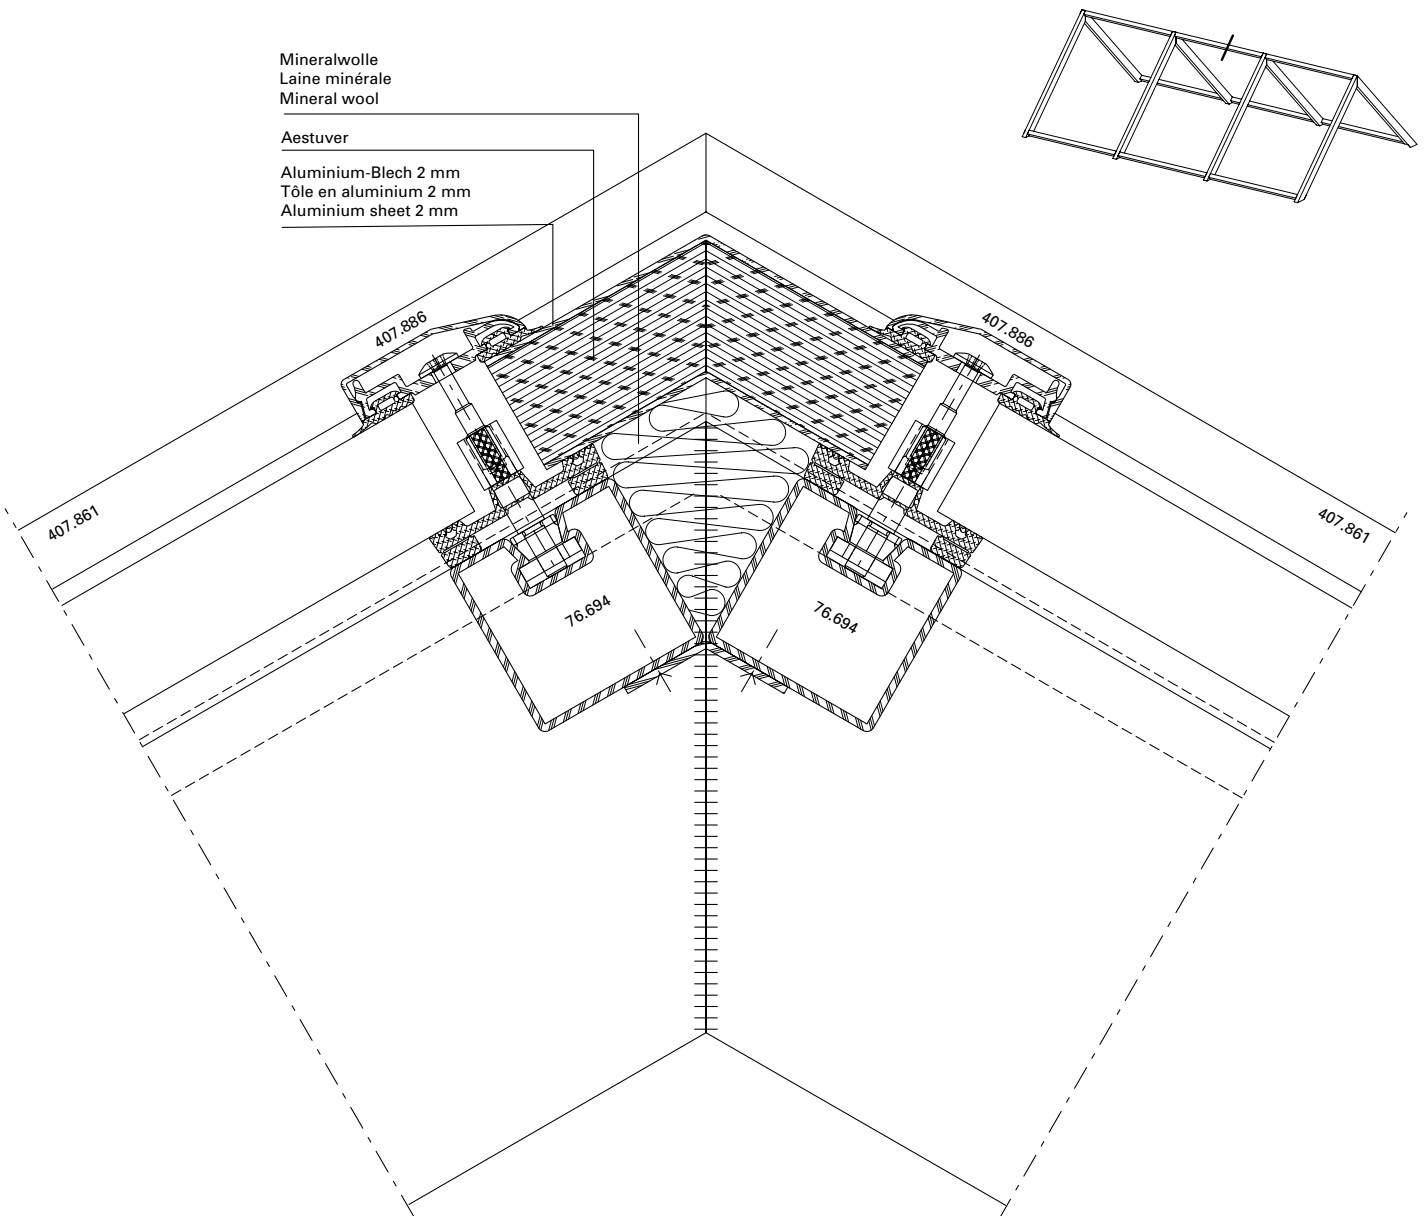 Mineralwolle
Laine minérale
Mineral wool
Aestuver
Aluminium-Blech 2 mm
Tôle en aluminium 2 mm
Aluminium sheet 2 mm
407.886
407.886
407.861
407.861
76.694
76.694